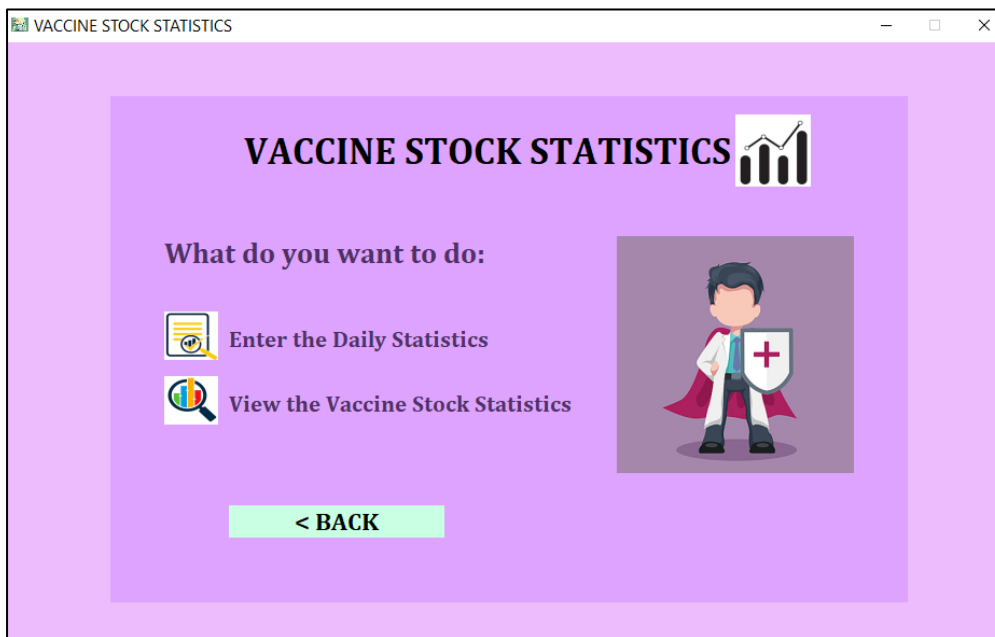 VACCINE STOCK STATISTICS
VACCINE STOCK STATISTICS
What do you want to do:
Enter the Daily Statistics
View the Vaccine Stock Statistics
< BACK